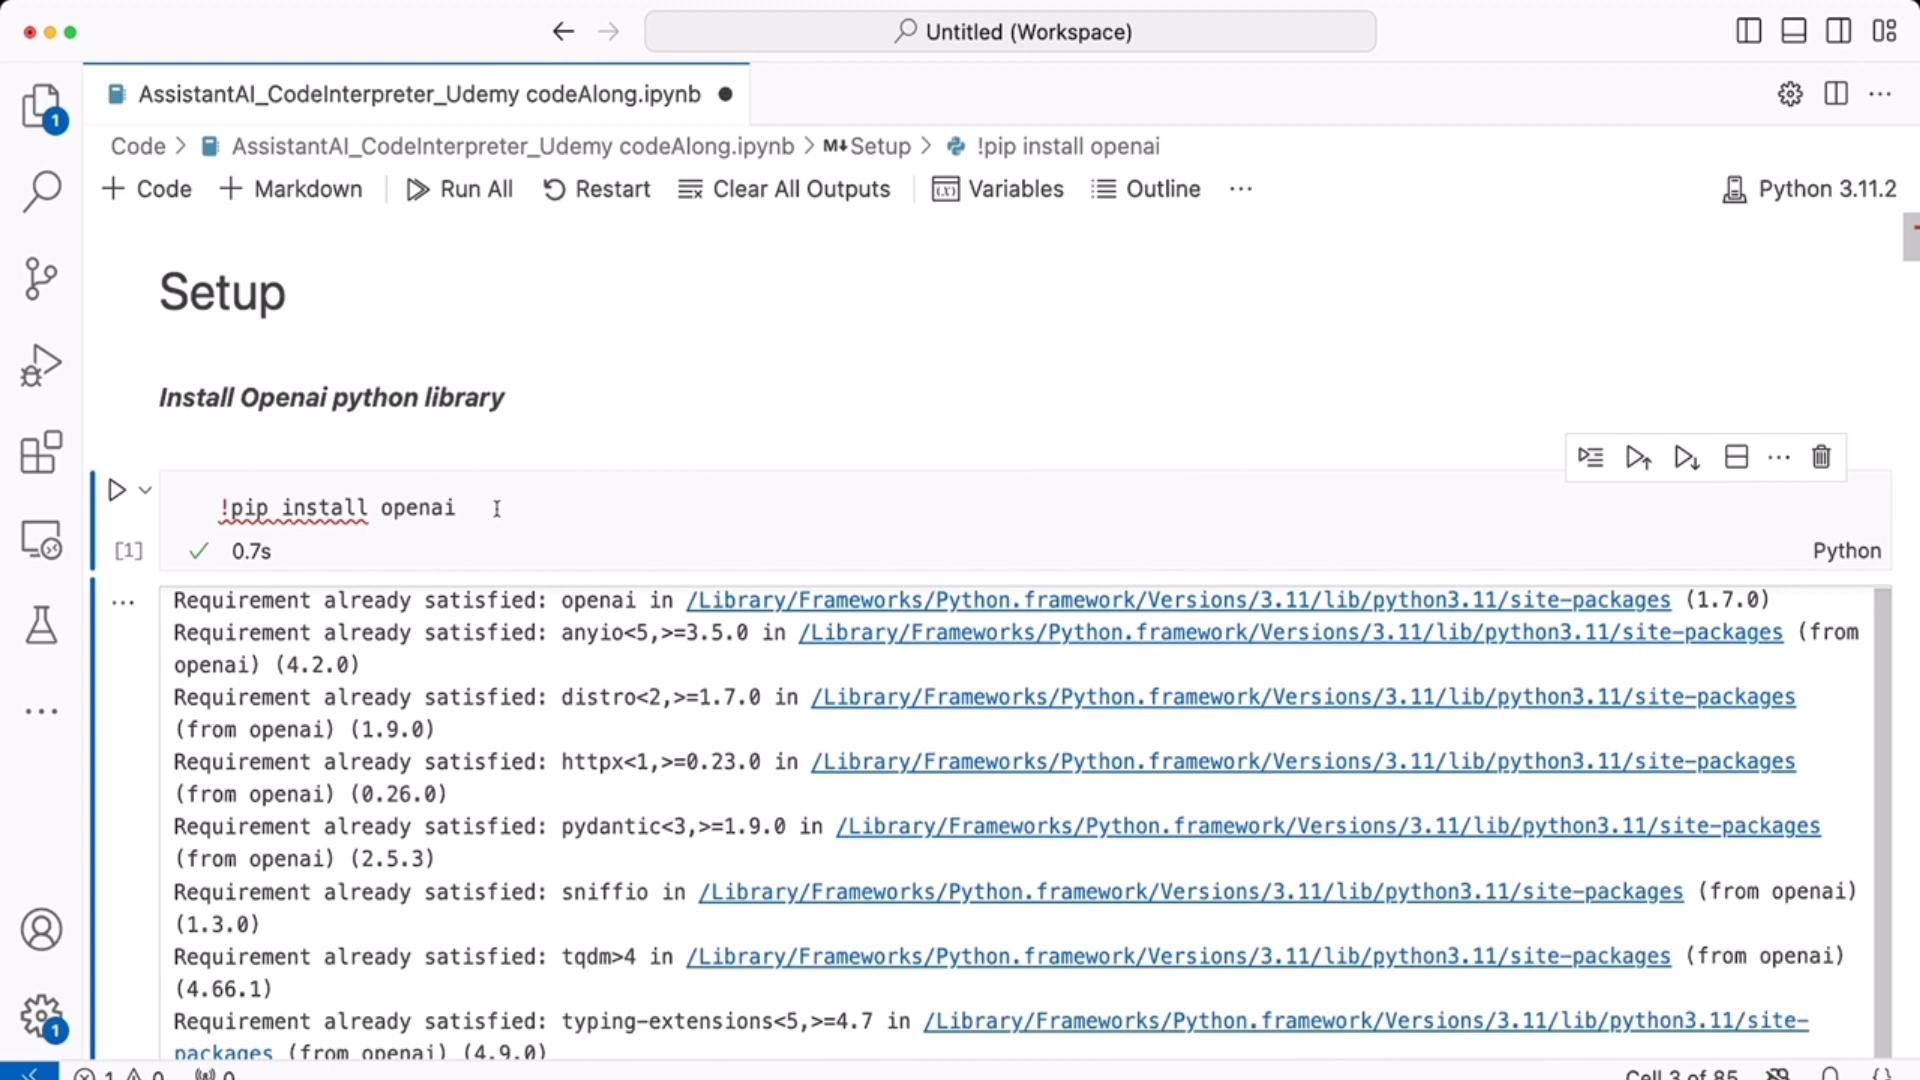 Untitled (Workspace)
AssistantAI_CodeInterpreter_Udemy codeAlong.ipynb
1
Code > AssistantAI_CodeInterpreter_Udemy codeAlong.ipynb > M↓Setup > !pip install openai
+ Code + Markdown Run All Restart Clear All Outputs (x) Variables Outline ··· Python 3.11.2
Setup
Install Openai python library
!pip install openai
[1] ✓ 0.7s Python
Requirement already satisfied: openai in /Library/Frameworks/Python.framework/Versions/3.11/lib/python3.11/site-packages (1.7.0)
Requirement already satisfied: anyio<5,>=3.5.0 in /Library/Frameworks/Python.framework/Versions/3.11/lib/python3.11/site-packages (from
openai) (4.2.0)
Requirement already satisfied: distro<2,>=1.7.0 in /Library/Frameworks/Python.framework/Versions/3.11/lib/python3.11/site-packages
(from openai) (1.9.0)
Requirement already satisfied: httpx<1,>=0.23.0 in /Library/Frameworks/Python.framework/Versions/3.11/lib/python3.11/site-packages
(from openai) (0.26.0)
Requirement already satisfied: pydantic<3,>=1.9.0 in /Library/Frameworks/Python.framework/Versions/3.11/lib/python3.11/site-packages
(from openai) (2.5.3)
Requirement already satisfied: sniffio in /Library/Frameworks/Python.framework/Versions/3.11/lib/python3.11/site-packages (from openai)
(1.3.0)
Requirement already satisfied: tqdm>4 in /Library/Frameworks/Python.framework/Versions/3.11/lib/python3.11/site-packages (from openai)
(4.66.1)
Requirement already satisfied: typing-extensions<5,>=4.7 in /Library/Frameworks/Python.framework/Versions/3.11/lib/python3.11/site-
packages (from openai) (4.9.0)
1
1 0 0 Cell 3 of 85